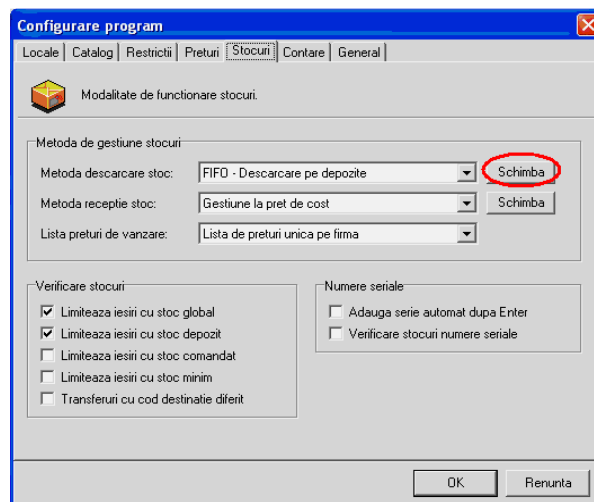 Configurare program
Locale Catalog Restrictii Preturi Stocuri Contare General
Modalitate de functionare stocuri.
Metoda de gestiune stocuri
Metoda descarcare stoc: FIFO - Descarcare pe depozite Schimba
Metoda receptie stoc: Gestiune la pret de cost Schimba
Lista preturi de vanzare: Lista de preturi unica pe firma
Verificare stocuri
Limiteaza iesiri cu stoc global
Limiteaza iesiri cu stoc depozit
Limiteaza iesiri cu stoc comandat
Limiteaza iesiri cu stoc minim
Transferuri cu cod destinatie diferit
Numere seriale
Adauga serie automat dupa Enter
Verificare stocuri numere seriale
OK Renunta